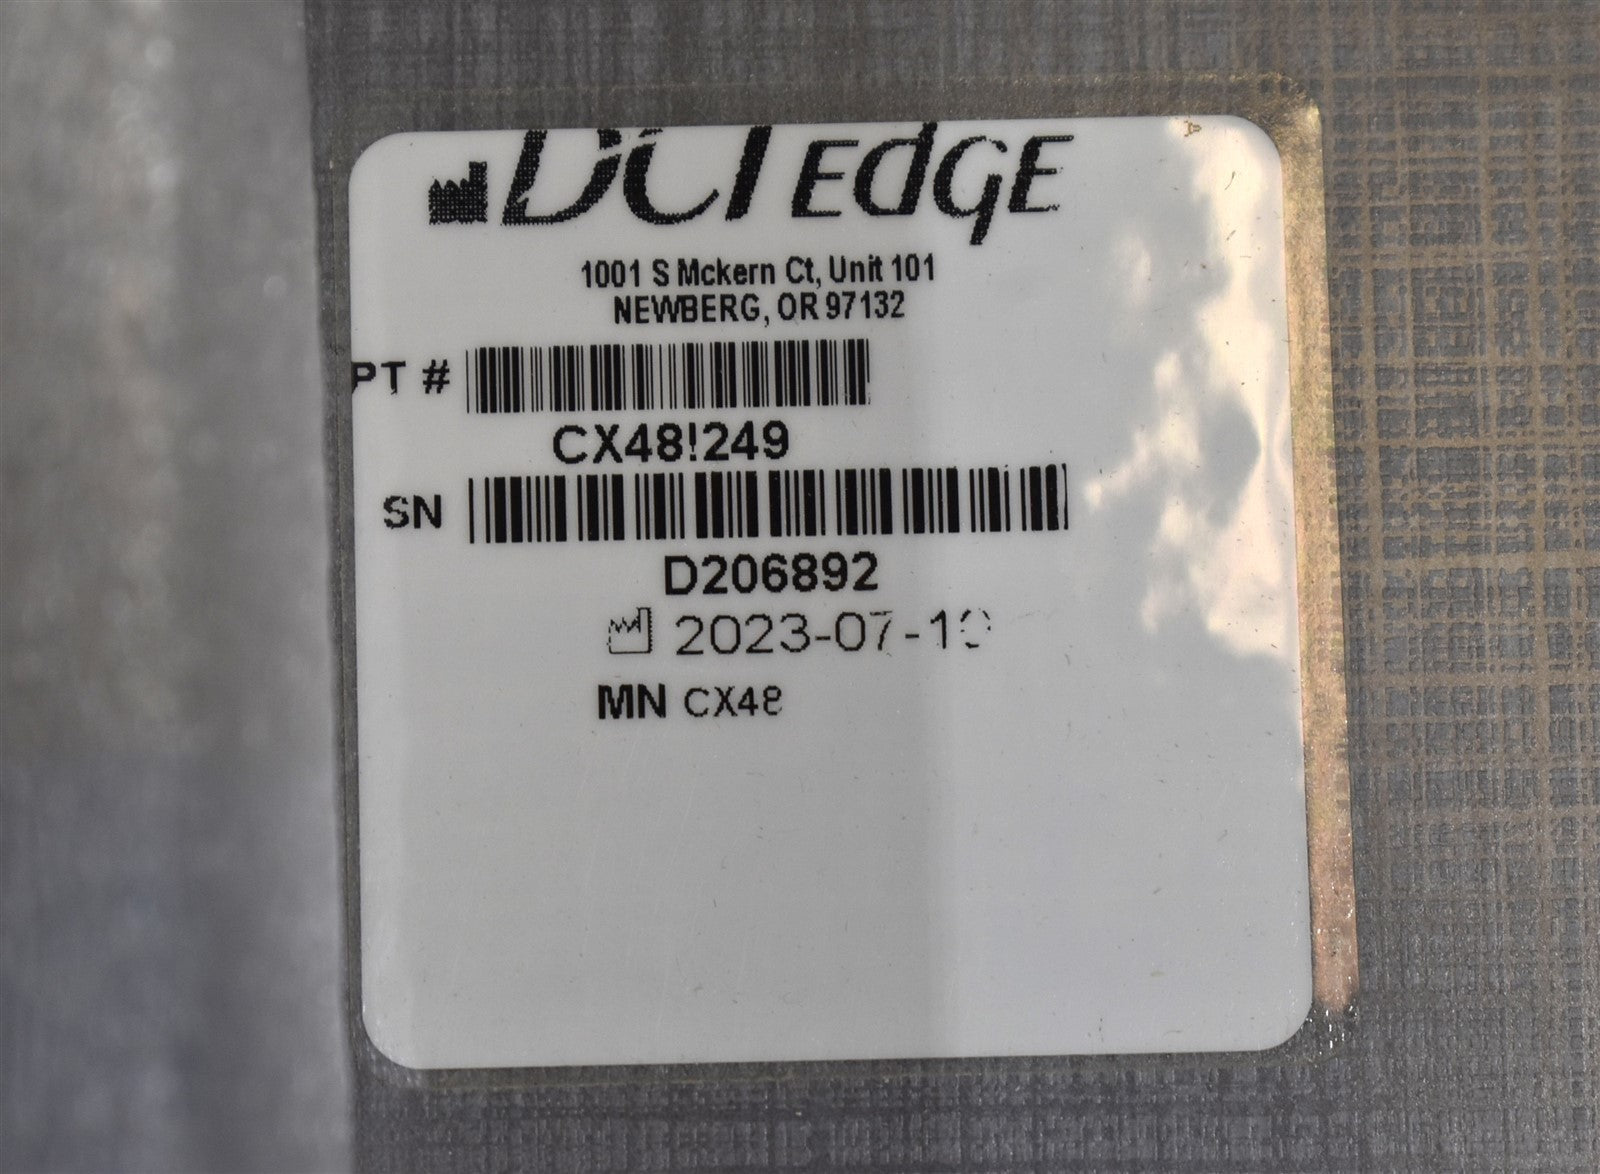 DCI EDGE
1001 S Mckern Ct, Unit 101
NEWBERG, OR 97132
PT #
CX48!249
SN
D206892
2023-07-10
MN CX48